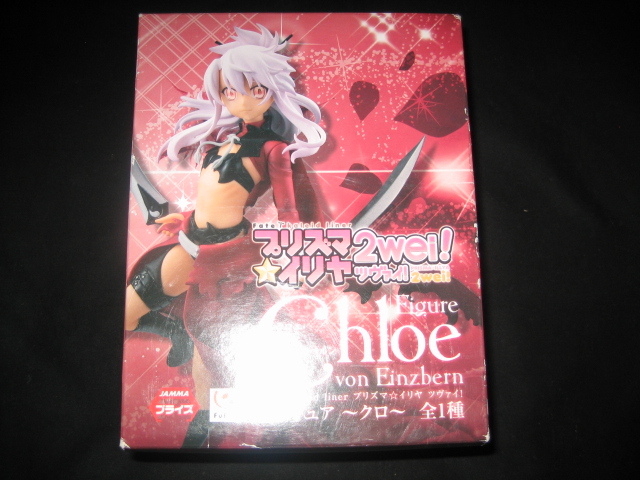 Fate/kaleid liner
プリズマ
☆イリヤ
2wei!
ツヴァイ!
2wei!
Figure
Chloe
von Einzbern
liner プリズマ☆イリヤ ツヴァイ!
ュア ～クロ～ 全1種
JAMMA
プライズ